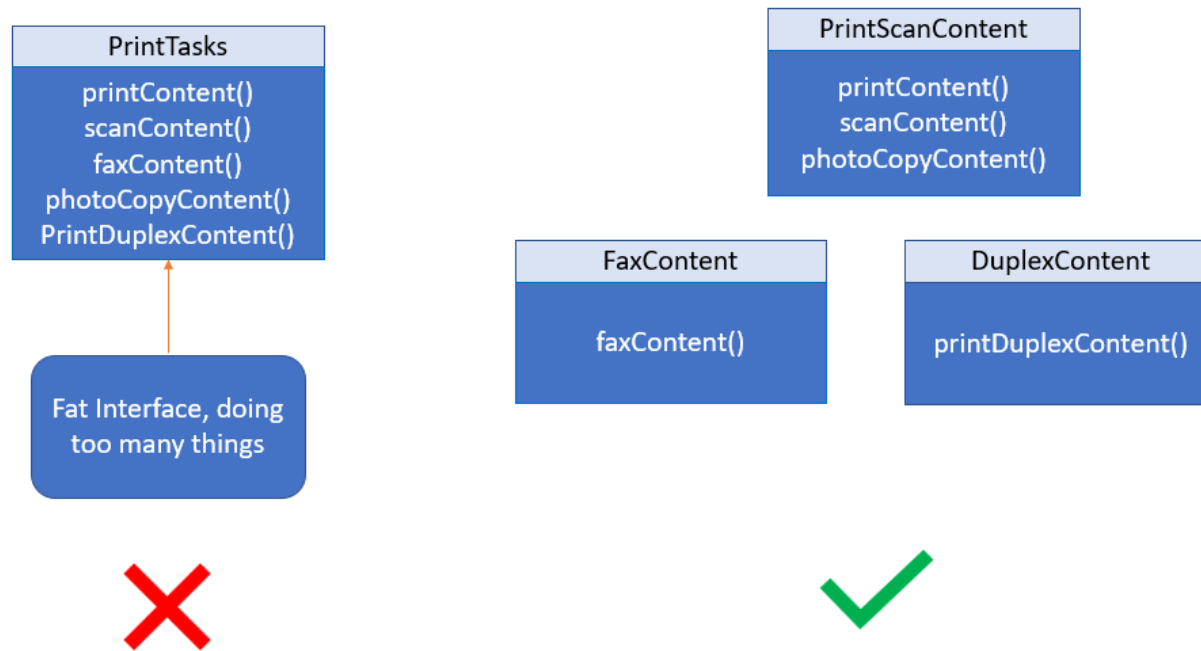 PrintTasks
printContent()
scanContent()
faxContent()
photoCopyContent()
PrintDuplexContent()
Fat Interface, doing
too many things
PrintScanContent
printContent()
scanContent()
photoCopyContent()
FaxContent
faxContent()
DuplexContent
printDuplexContent()